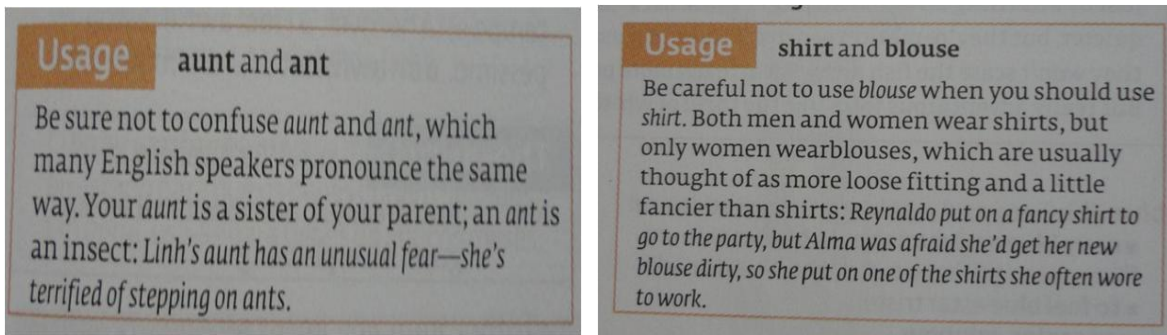 Usage aunt and ant
Be sure not to confuse aunt and ant, which
many English speakers pronounce the same
way. Your aunt is a sister of your parent; an ant is
an insect: Linh's aunt has an unusual fear—she's
terrified of stepping on ants.
Usage shirt and blouse
Be careful not to use blouse when you should use
shirt. Both men and women wear shirts, but
only women wearblouses, which are usually
thought of as more loose fitting and a little
fancier than shirts: Reynaldo put on a fancy shirt to
go to the party, but Alma was afraid she'd get her new
blouse dirty, so she put on one of the shirts she often wore
to work.